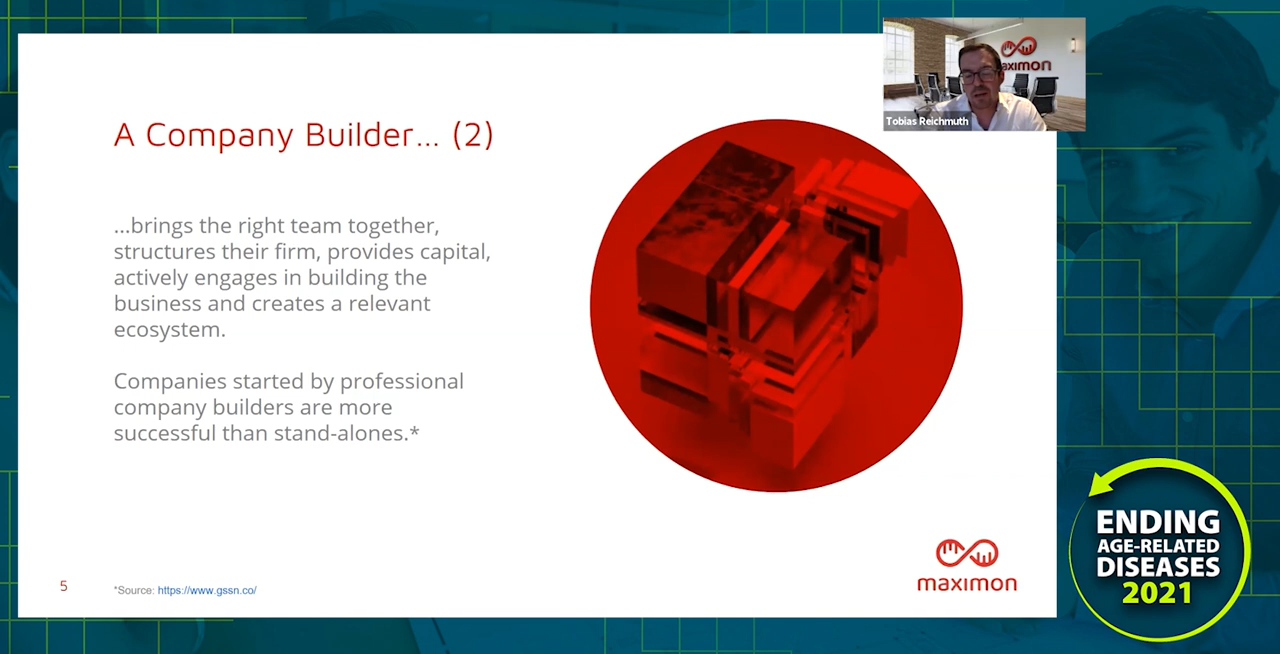 A Company Builder... (2)
...brings the right team together,
structures their firm, provides capital,
actively engages in building the
business and creates a relevant
ecosystem.
Companies started by professional
company builders are more
successful than stand-alones.*
5
*Source: https://www.gssn.co/
maximon
maximon
Tobias Reichmuth
ENDING
AGE-RELATED
DISEASES
2021